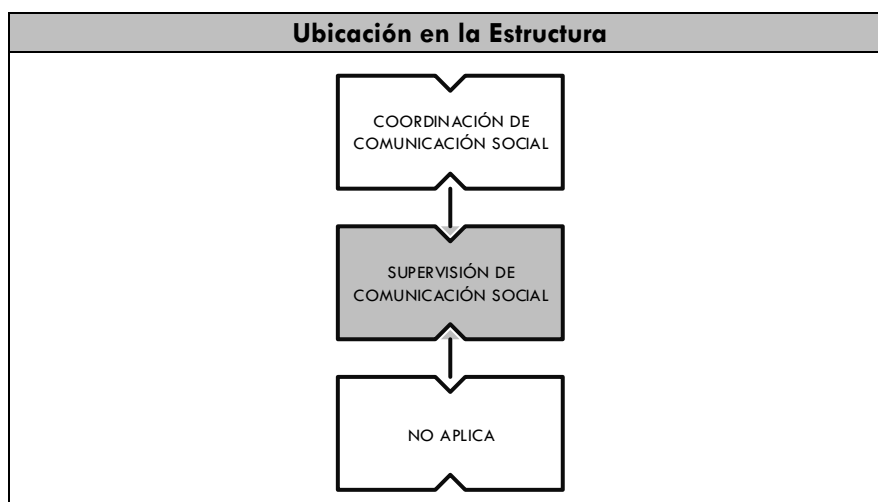 Ubicación en la Estructura
COORDINACIÓN DE
COMUNICACIÓN SOCIAL
SUPERVISIÓN DE
COMUNICACIÓN SOCIAL
NO APLICA